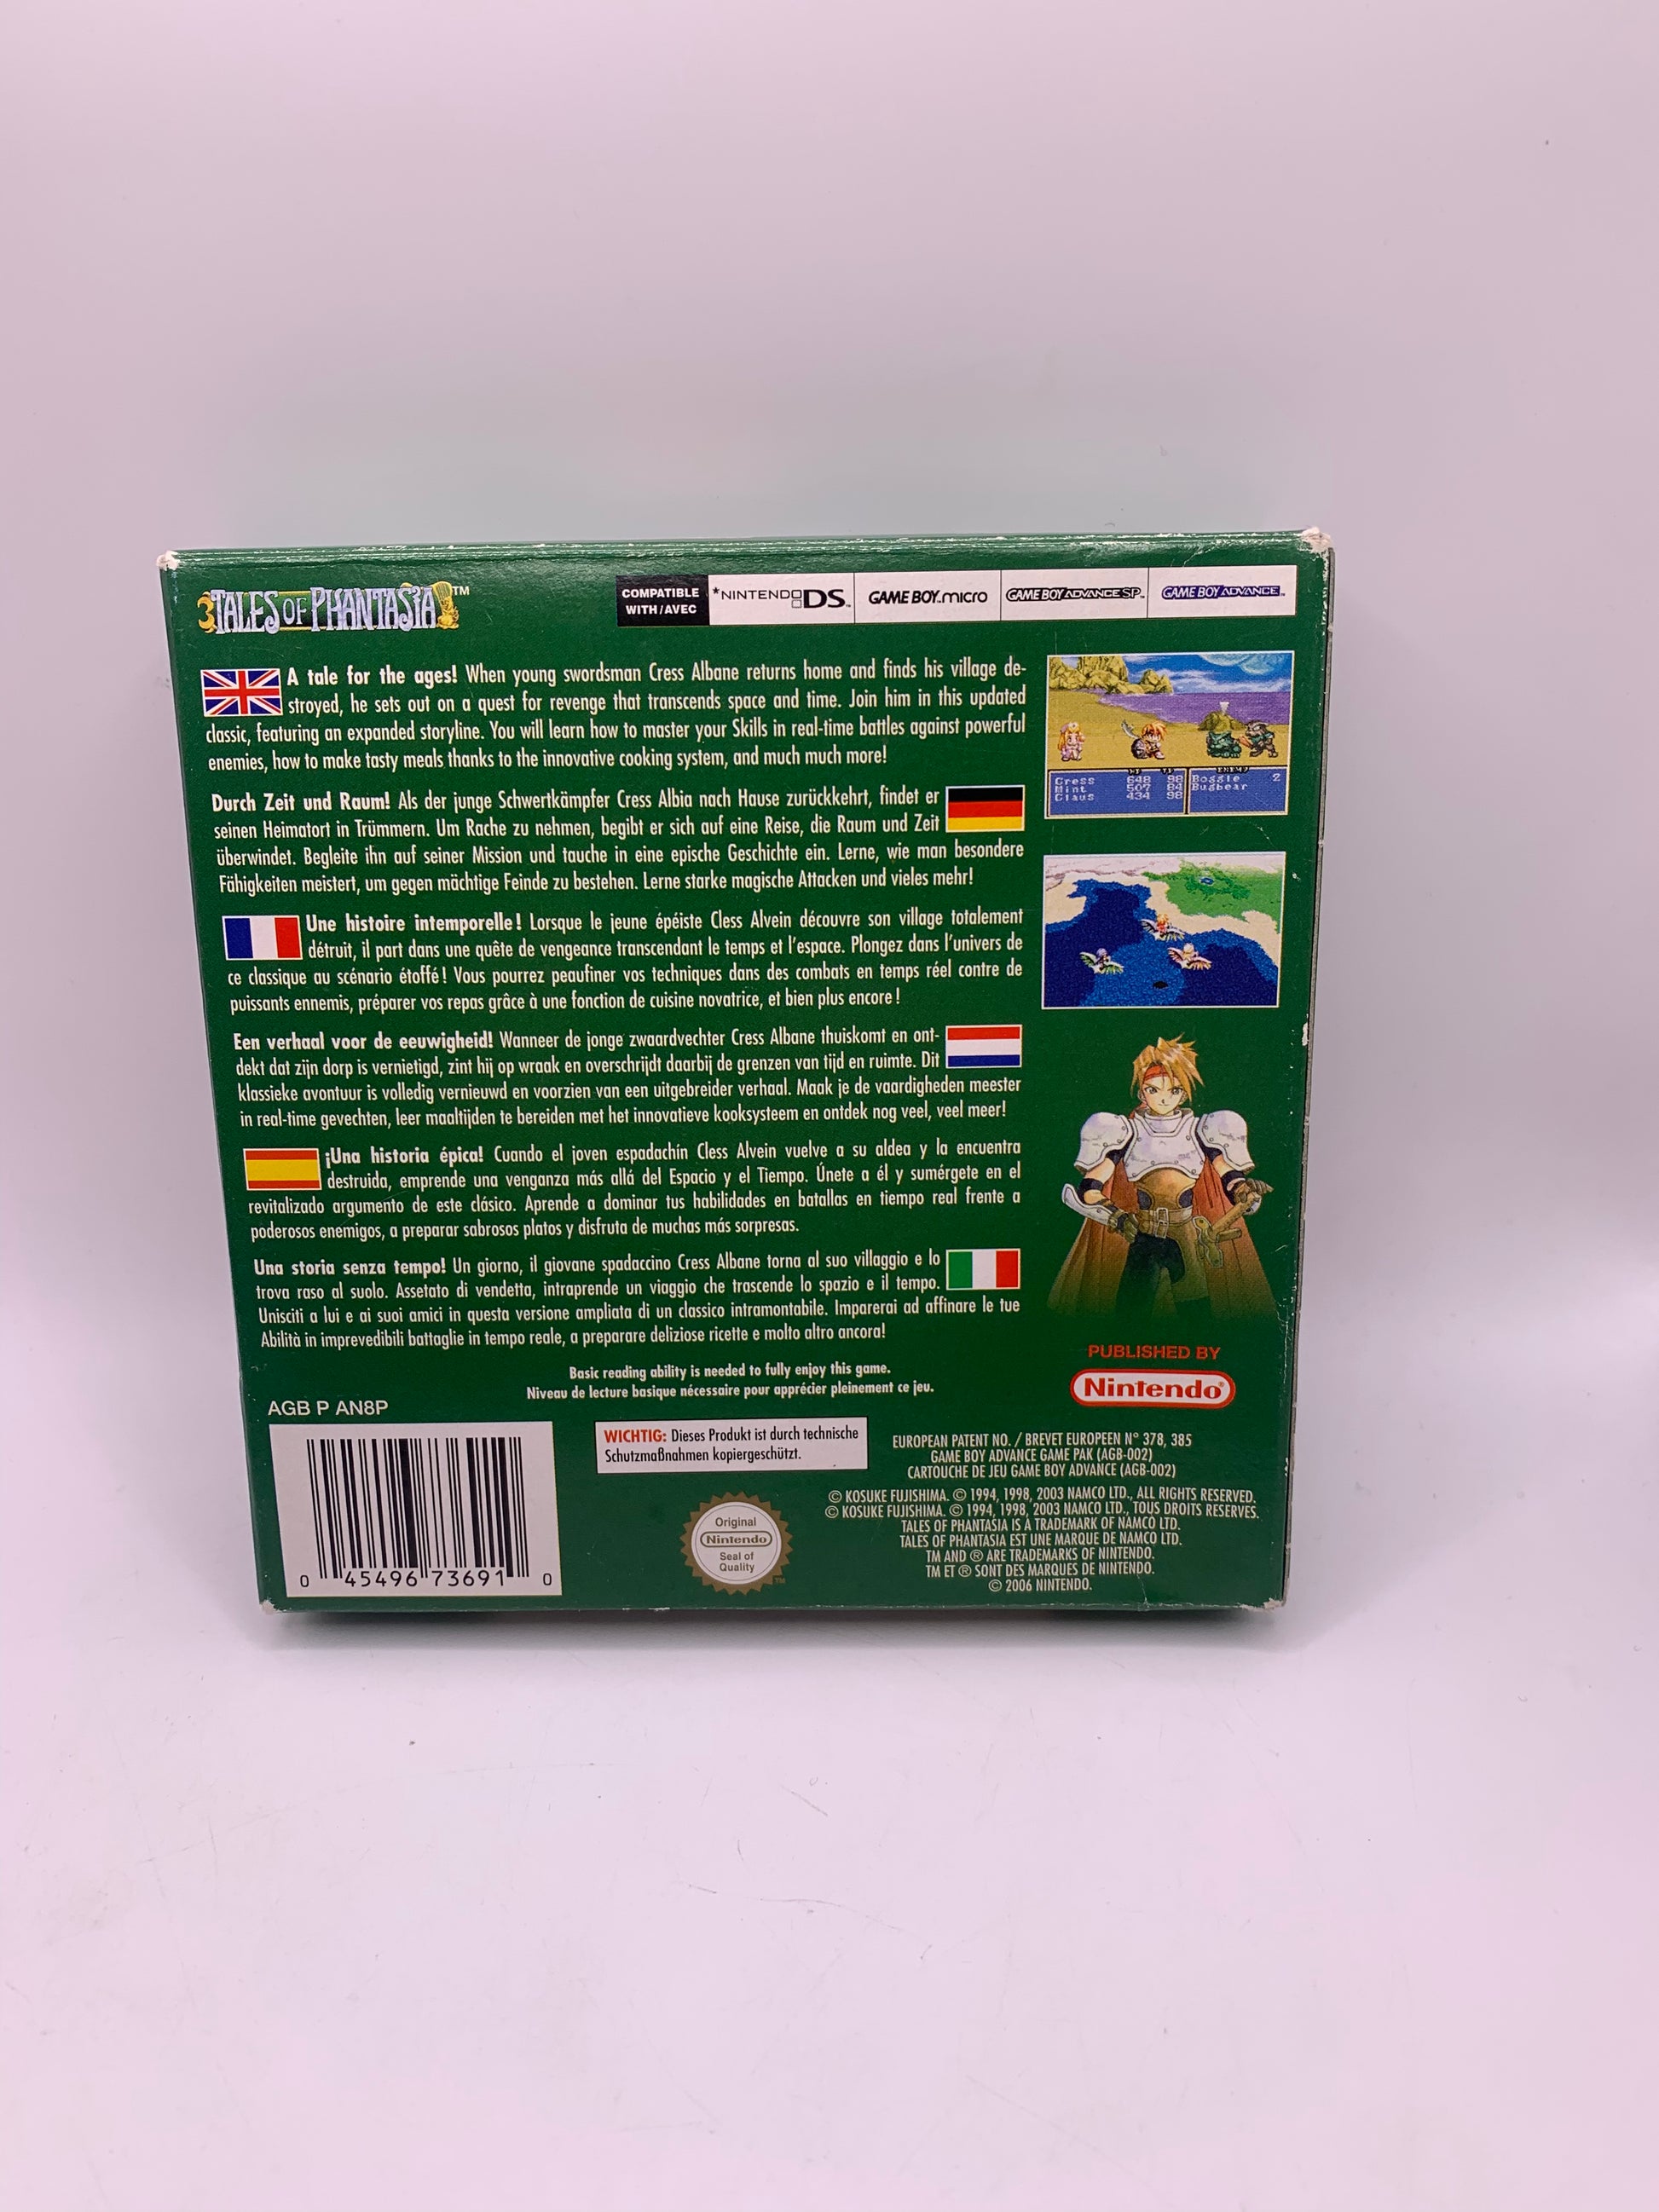 TALES OF PHANTASIA™
COMPATIBLE
WITH/AVEC
*NINTENDO DS™
GAME BOY micro
GAME BOY ADVANCE SP™
GAME BOY ADVANCE™
A tale for the ages! When young swordsman Cress Albane returns home and finds his village de-
stroyed, he sets out on a quest for revenge that transcends space and time. Join him in this updated
classic, featuring an expanded storyline. You will learn how to master your Skills in real-time battles against powerful
enemies, how to make tasty meals thanks to the innovative cooking system, and much much more!
Cress 648 98
Mint 507 84
Claus 434 98
Boggle 2
Bugbear
Durch Zeit und Raum! Als der junge Schwertkämpfer Cress Albia nach Hause zurückkehrt, findet er
seinen Heimatort in Trümmern. Um Rache zu nehmen, begibt er sich auf eine Reise, die Raum und Zeit
überwindet. Begleite ihn auf seiner Mission und tauche in eine epische Geschichte ein. Lerne, wie man besondere
Fähigkeiten meistert, um gegen mächtige Feinde zu bestehen. Lerne starke magische Attacken und vieles mehr!
Une histoire intemporelle! Lorsque le jeune épéiste Cless Alvein découvre son village totalement
détruit, il part dans une quête de vengeance transcendant le temps et l'espace. Plongez dans l'univers de
ce classique au scénario étoffé! Vous pourrez peaufiner vos techniques dans des combats en temps réel contre de
puissants ennemis, préparer vos repas grâce à une fonction de cuisine novatrice, et bien plus encore!
Een verhaal voor de eeuwigheid! Wanneer de jonge zwaardvechter Cress Albane thuiskomt en ont-
dekt dat zijn dorp is vernietigd, zint hij op wraak en overschrijdt daarbij de grenzen van tijd en ruimte. Dit
klassieke avontuur is volledig vernieuwd en voorzien van een uitgebreider verhaal. Maak je de vaardigheden meester
in real-time gevechten, leer maaltijden te bereiden met het innovatieve kooksysteem en ontdek nog veel, veel meer!
¡Una historia épica! Cuando el joven espadachín Cless Alvein vuelve a su aldea y la encuentra
destruida, emprende una venganza más allá del Espacio y el Tiempo. Únete a él y sumérgete en el
revitalizado argumento de este clásico. Aprende a dominar tus habilidades en batallas en tiempo real frente a
poderosos enemigos, a preparar sabrosos platos y disfruta de muchas más sorpresas.
Una storia senza tempo! Un giorno, il giovane spadaccino Cress Albane torna al suo villaggio e lo
trova raso al suolo. Assetato di vendetta, intraprende un viaggio che trascende lo spazio e il tempo.
Unisciti a lui e ai suoi amici in questa versione ampliata di un classico intramontabile. Imparerai ad affinare le tue
Abilità in imprevedibili battaglie in tempo reale, a preparare deliziose ricette e molto altro ancora!
Basic reading ability is needed to fully enjoy this game.
Niveau de lecture basique nécessaire pour apprécier pleinement ce jeu.
PUBLISHED BY
Nintendo®
AGB P AN8P
0 45496 73691 0
WICHTIG: Dieses Produkt ist durch technische
Schutzmaßnahmen kopiergeschützt.
Original
Nintendo
Seal of
Quality
TM
EUROPEAN PATENT NO. / BREVET EUROPEEN N° 378, 385
GAME BOY ADVANCE GAME PAK (AGB-002)
CARTOUCHE DE JEU GAME BOY ADVANCE (AGB-002)
© KOSUKE FUJISHIMA. © 1994, 1998, 2003 NAMCO LTD., ALL RIGHTS RESERVED.
© KOSUKE FUJISHIMA. © 1994, 1998, 2003 NAMCO LTD., TOUS DROITS RESERVES.
TALES OF PHANTASIA IS A TRADEMARK OF NAMCO LTD.
TALES OF PHANTASIA EST UNE MARQUE DE NAMCO LTD.
TM AND ® ARE TRADEMARKS OF NINTENDO.
TM ET ® SONT DES MARQUES DE NINTENDO.
© 2006 NINTENDO.